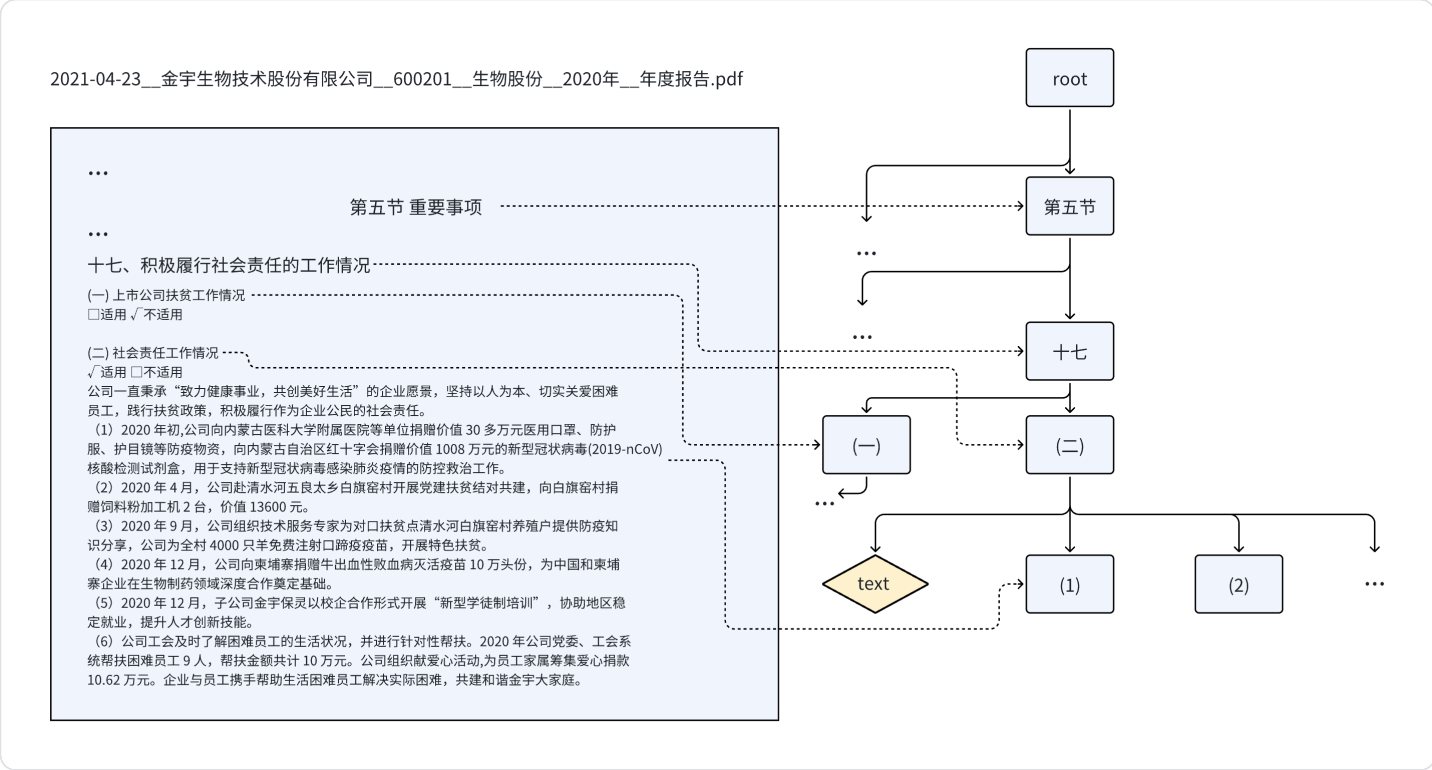 2021-04-23__金宇生物技术股份有限公司__600201__生物股份__2020年__年度报告.pdf
...
第五节 重要事项
...
十七、积极履行社会责任的工作情况
(一) 上市公司扶贫工作情况
□适用 √不适用
(二) 社会责任工作情况
√适用 □不适用
公司一直秉承“致力健康事业，共创美好生活”的企业愿景，坚持以人为本、切实关爱困难
员工，践行扶贫政策，积极履行作为企业公民的社会责任。
（1）2020 年初,公司向内蒙古医科大学附属医院等单位捐赠价值 30 多万元医用口罩、防护
服、护目镜等防疫物资，向内蒙古自治区红十字会捐赠价值 1008 万元的新型冠状病毒(2019-nCoV)
核酸检测试剂盒，用于支持新型冠状病毒感染肺炎疫情的防控救治工作。
（2）2020 年 4 月，公司赴清水河五良太乡白旗窑村开展党建扶贫结对共建，向白旗窑村捐
赠饲料粉加工机 2 台，价值 13600 元。
（3）2020 年 9 月，公司组织技术服务专家为对口扶贫点清水河白旗窑村养殖户提供防疫知
识分享，公司为全村 4000 只羊免费注射口蹄疫疫苗，开展特色扶贫。
（4）2020 年 12 月，公司向柬埔寨捐赠牛出血性败血病灭活疫苗 10 万头份，为中国和柬埔
寨企业在生物制药领域深度合作奠定基础。
（5）2020 年 12 月，子公司金宇保灵以校企合作形式开展“新型学徒制培训”，协助地区稳
定就业，提升人才创新技能。
（6）公司工会及时了解困难员工的生活状况，并进行针对性帮扶。2020 年公司党委、工会系
统帮扶困难员工 9 人，帮扶金额共计 10 万元。公司组织献爱心活动,为员工家属筹集爱心捐款
10.62 万元。企业与员工携手帮助生活困难员工解决实际困难，共建和谐金宇大家庭。
root
第五节
...
...
十七
(一)
(二)
...
text
(1)
(2)
...